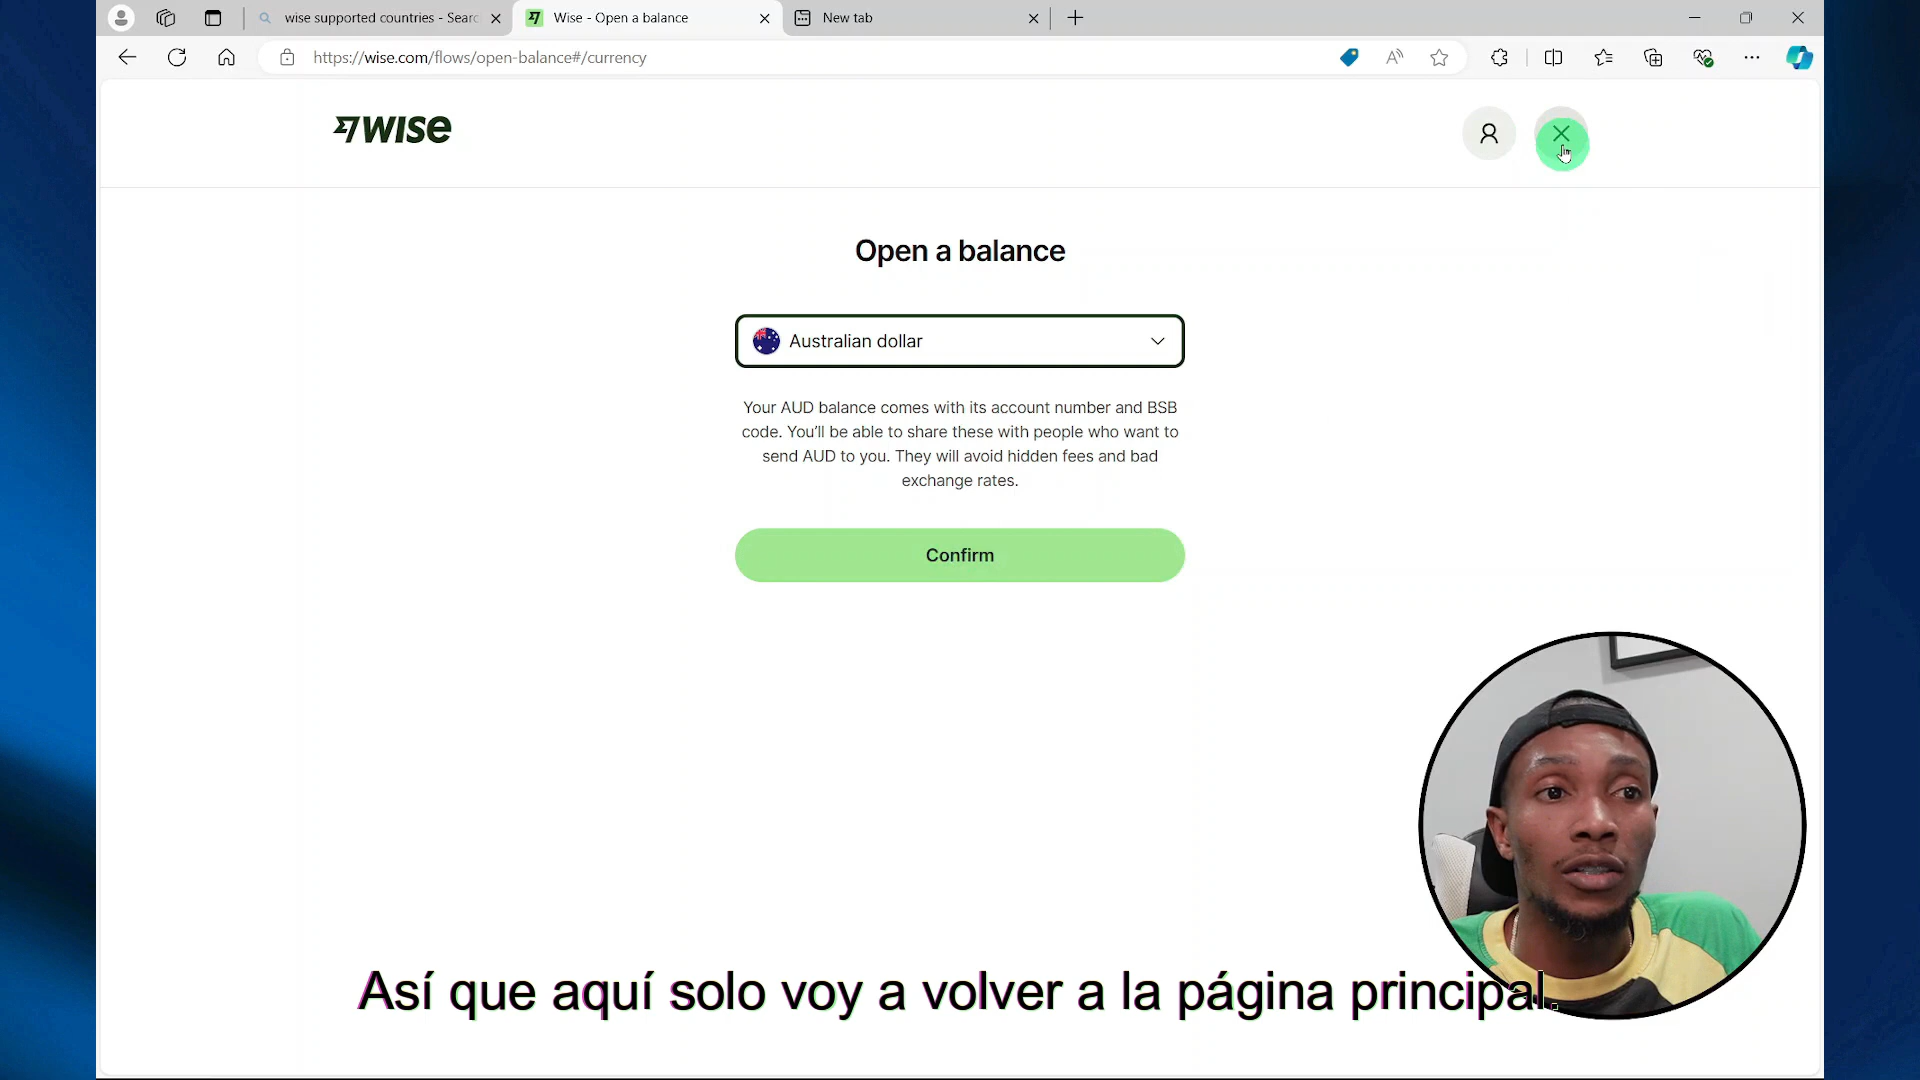 wise supported countries - Searc
Wise - Open a balance
New tab
https://wise.com/flows/open-balance#/currency
WISE
Open a balance
Australian dollar
Your AUD balance comes with its account number and BSB
code. You'll be able to share these with people who want to
send AUD to you. They will avoid hidden fees and bad
exchange rates.
Confirm
Así que aquí solo voy a volver a la página principal.